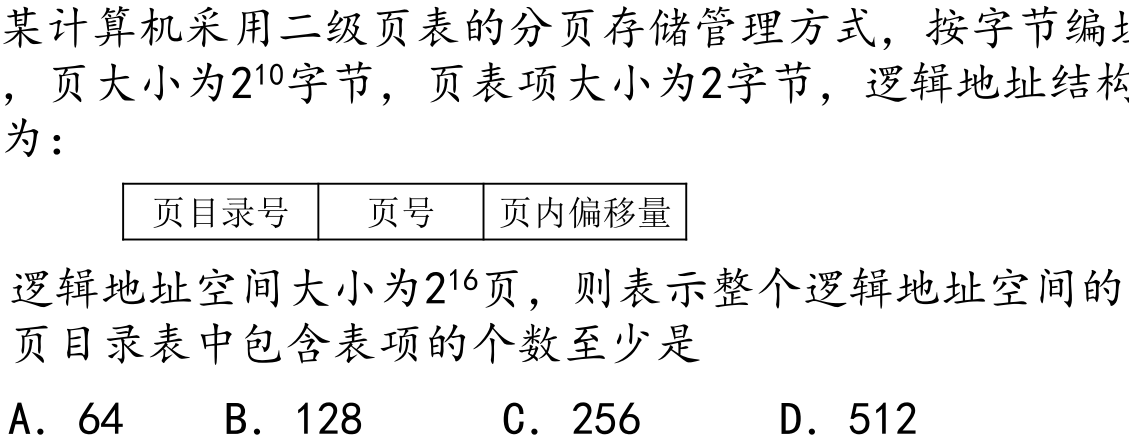 某计算机采用二级页表的分页存储管理方式，按字节编址
，页大小为2¹⁰字节，页表项大小为2字节，逻辑地址结构
为：
页目录号 页号 页内偏移量
逻辑地址空间大小为2¹⁶页，则表示整个逻辑地址空间的
页目录表中包含表项的个数至少是
A. 64 B. 128 C. 256 D. 512